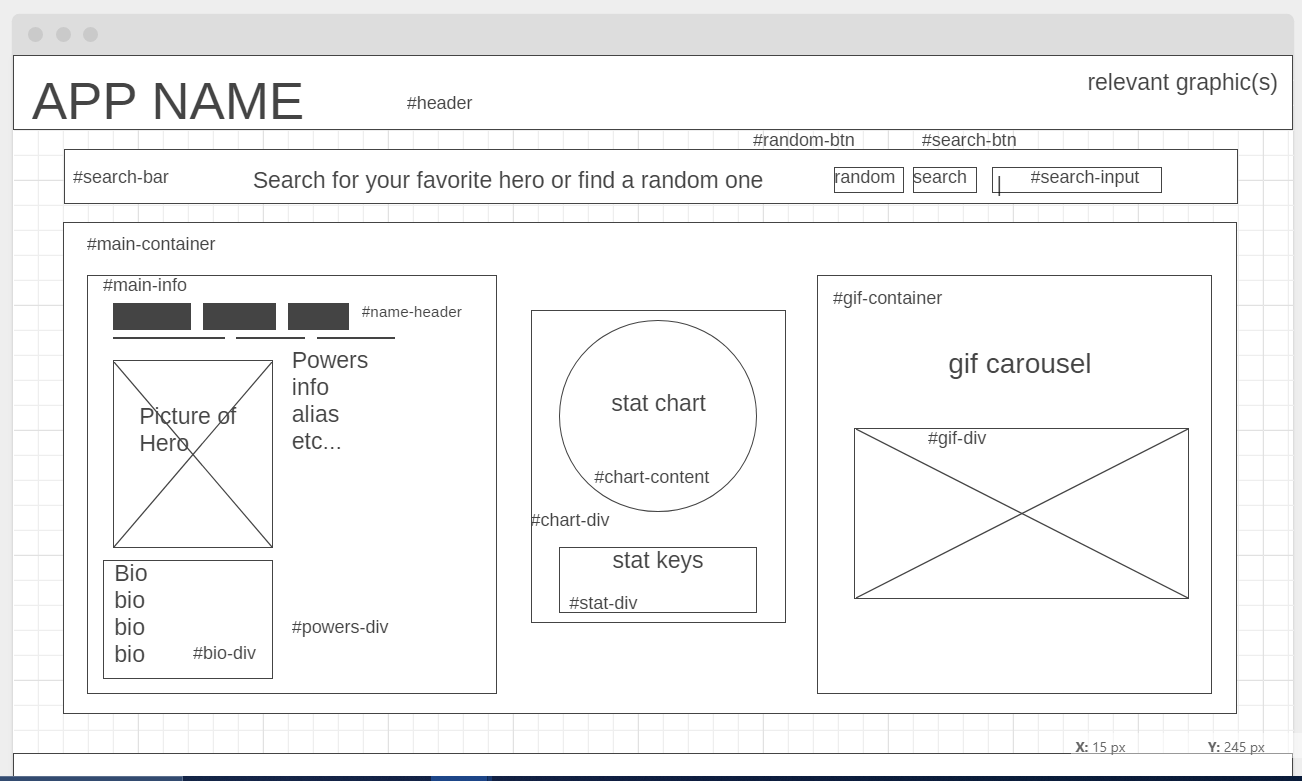 APP NAME
#header
relevant graphic(s)
#random-btn
#search-btn
#search-bar
Search for your favorite hero or find a random one
random
search
#search-input
#main-container
#main-info
#name-header
Powers
info
alias
etc...
Picture of
Hero
Bio
bio
bio
bio
#bio-div
#powers-div
stat chart
#chart-content
#chart-div
stat keys
#stat-div
#gif-container
gif carousel
#gif-div
X: 15 px
Y: 245 px